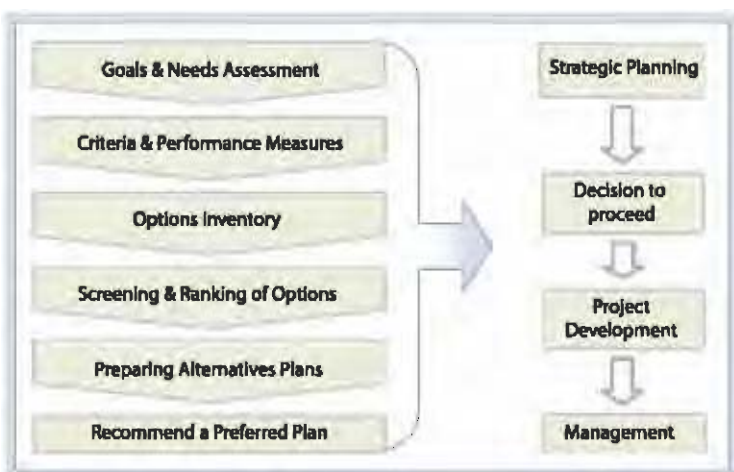 Goals & Needs Assessment
Criteria & Performance Measures
Options Inventory
Screening & Ranking of Options
Preparing Alternatives Plans
Recommend a Preferred Plan
Strategic Planning
Decision to
proceed
Project
Development
Management